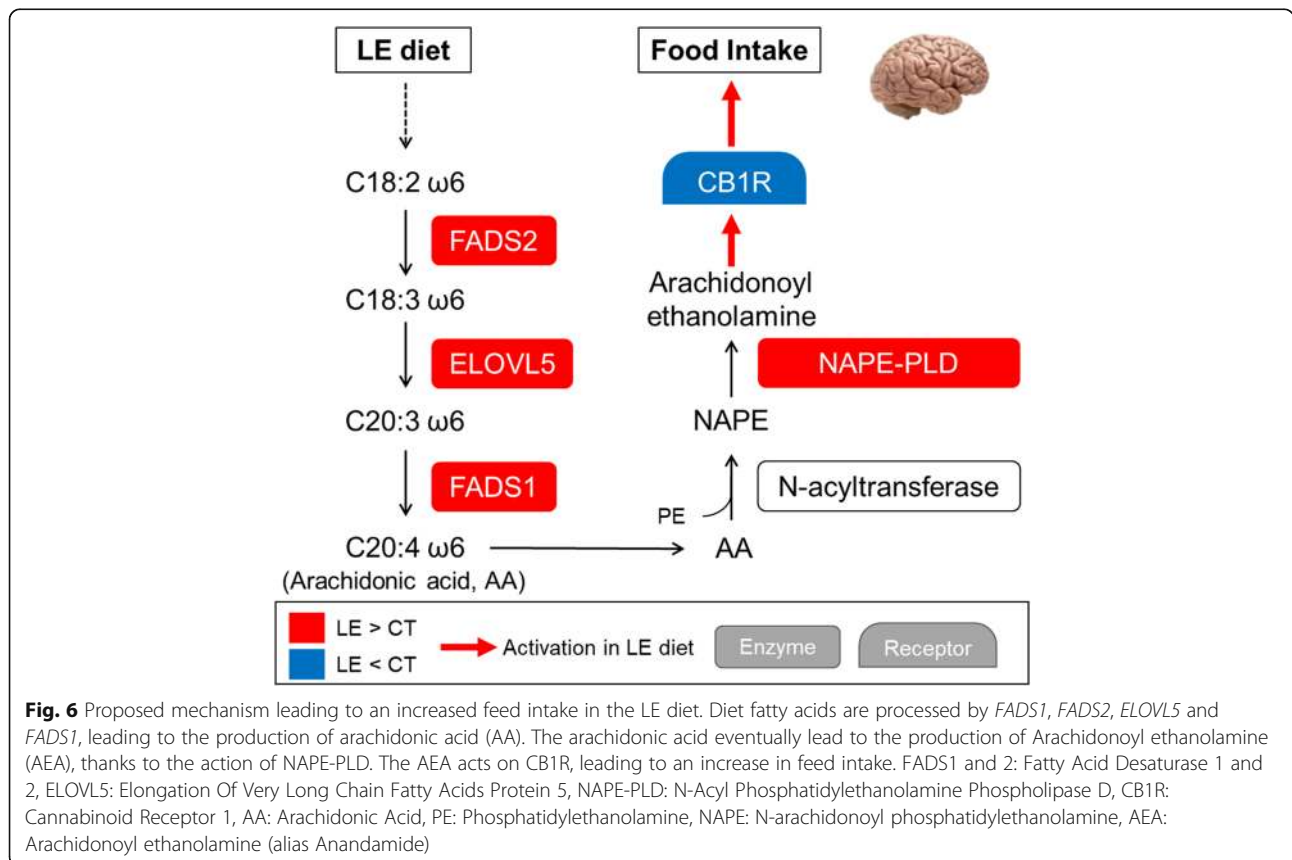 LE diet
C18:2 ω6
FADS2
C18:3 ω6
ELOVL5
C20:3 ω6
FADS1
C20:4 ω6
(Arachidonic acid, AA)
Food Intake
CB1R
Arachidonoyl
ethanolamine
NAPE-PLD
NAPE
N-acyltransferase
PE
AA
LE > CT
LE < CT
Activation in LE diet
Enzyme
Receptor
Fig. 6 Proposed mechanism leading to an increased feed intake in the LE diet. Diet fatty acids are processed by FADS1, FADS2, ELOVL5 and
FADS1, leading to the production of arachidonic acid (AA). The arachidonic acid eventually lead to the production of Arachidonoyl ethanolamine
(AEA), thanks to the action of NAPE-PLD. The AEA acts on CB1R, leading to an increase in feed intake. FADS1 and 2: Fatty Acid Desaturase 1 and
2, ELOVL5: Elongation Of Very Long Chain Fatty Acids Protein 5, NAPE-PLD: N-Acyl Phosphatidylethanolamine Phospholipase D, CB1R:
Cannabinoid Receptor 1, AA: Arachidonic Acid, PE: Phosphatidylethanolamine, NAPE: N-arachidonoyl phosphatidylethanolamine, AEA:
Arachidonoyl ethanolamine (alias Anandamide)